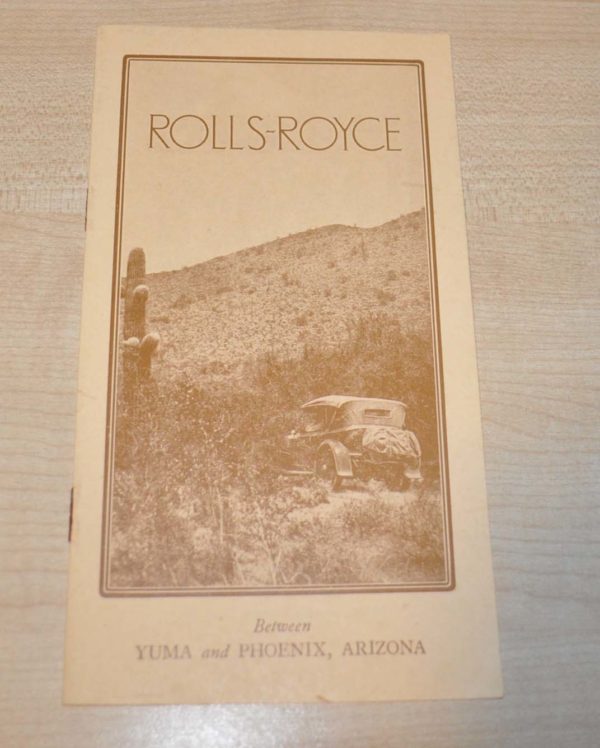 ROLLS-ROYCE
Between
YUMA and PHOENIX, ARIZONA